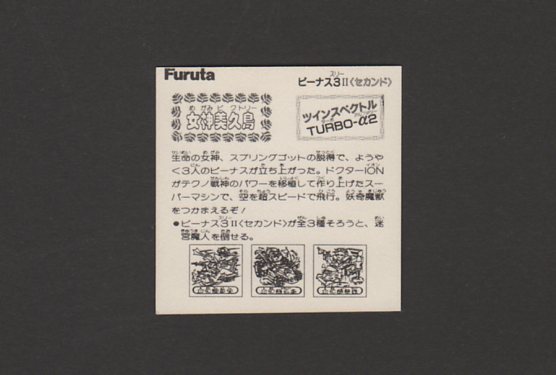 Furuta
ビーナス3II〈セカンド〉
女神美久鳥
ツインスペクトル
TURBO-α2
生命の女神、スプリングゴットの説得で、ようや
く3人のビーナスが立ち上がった。ドクターION
がテクノ戦神のパワーを移植して作り上げたスー
パーマシンで、空を超スピードで飛行。妖奇魔獣
をつかまえるぞ!
●ビーナス3II〈セカンド〉が全3種そろうと、迷
宮魔人を倒せる。